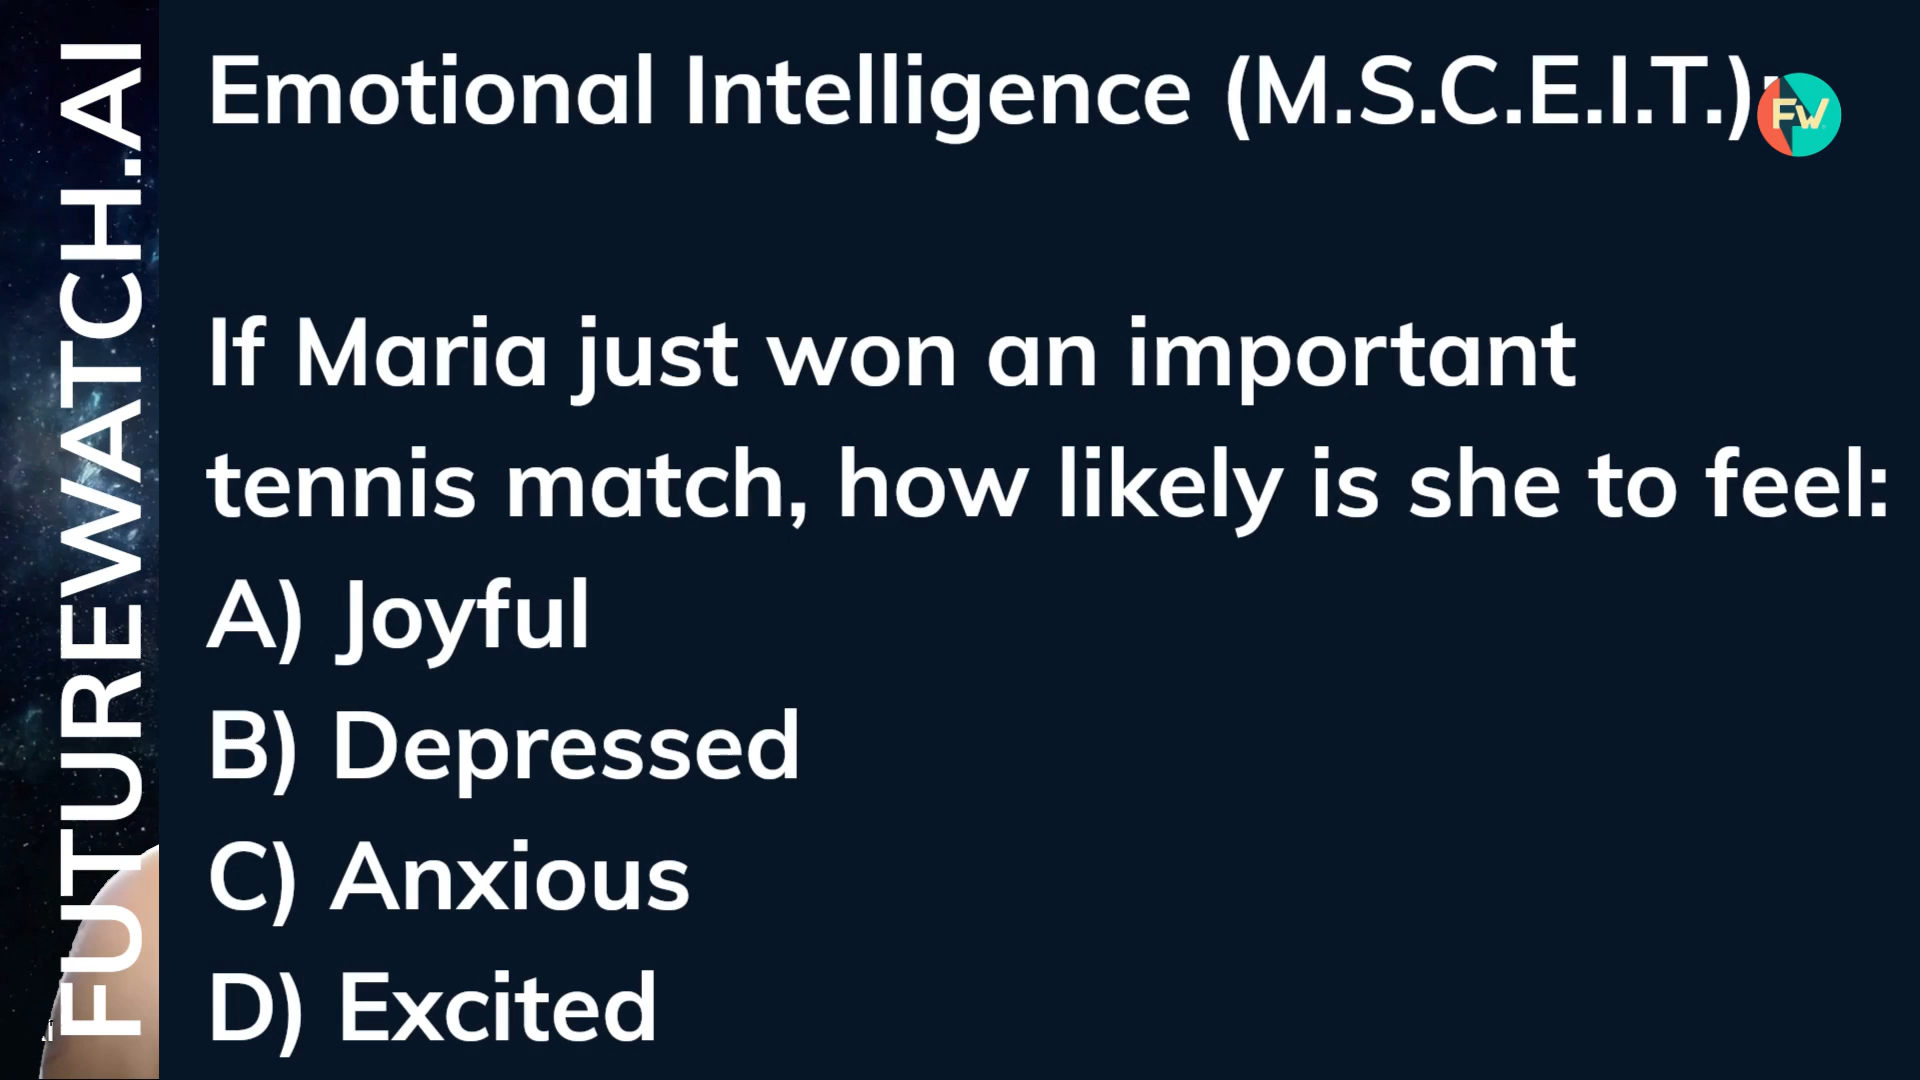 FUTUREWATCH.AI
Emotional Intelligence (M.S.C.E.I.T.):
FW
If Maria just won an important
tennis match, how likely is she to feel:
A) Joyful
B) Depressed
C) Anxious
D) Excited